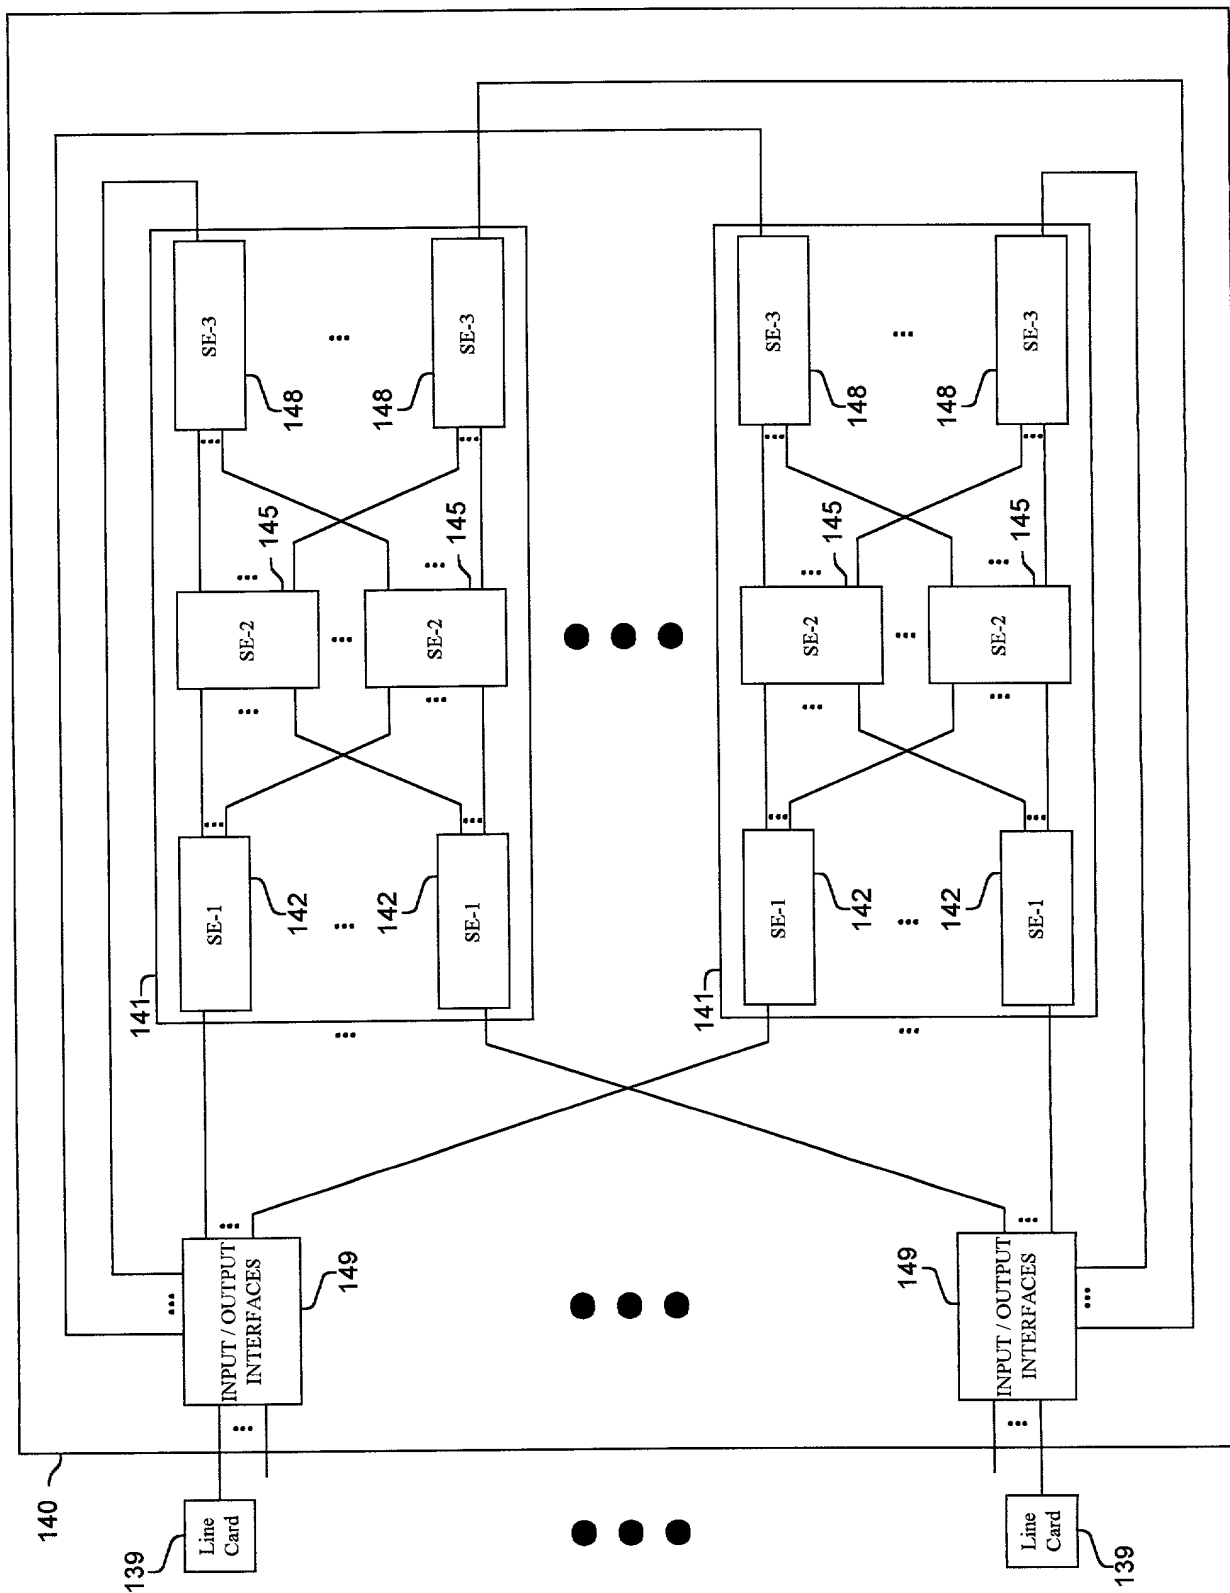 140
139
Line
Card
INPUT / OUTPUT
INTERFACES
149
141
SE-1
142
142
SE-1
SE-2
145
SE-2
145
SE-3
148
148
SE-3
...
139
Line
Card
INPUT / OUTPUT
INTERFACES
149
141
SE-1
142
142
SE-1
SE-2
145
SE-2
145
SE-3
148
148
SE-3